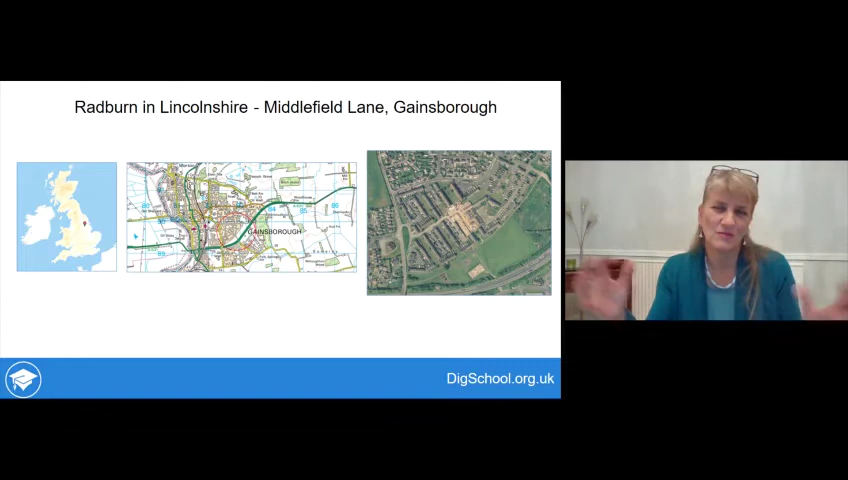 Radburn in Lincolnshire - Middlefield Lane, Gainsborough
GAINSBOROUGH
DigSchool.org.uk